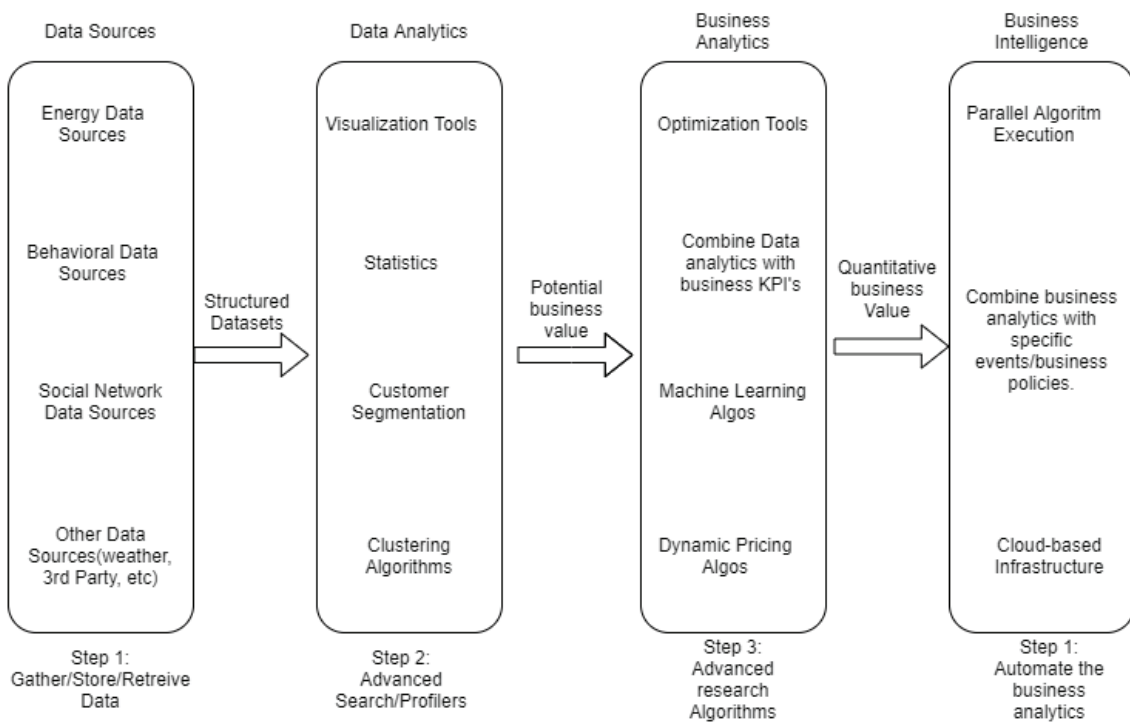 Data Sources
Data Analytics
Business
Analytics
Business
Intelligence
Energy Data
Sources
Behavioral Data
Sources
Social Network
Data Sources
Other Data
Sources(weather,
3rd Party, etc)
Structured
Datasets
Visualization Tools
Statistics
Customer
Segmentation
Clustering
Algorithms
Potential
business
value
Optimization Tools
Combine Data
analytics with
business KPI's
Machine Learning
Algos
Dynamic Pricing
Algos
Quantitative
business
Value
Parallel Algoritm
Execution
Combine business
analytics with
specific
events/business
policies.
Cloud-based
Infrastructure
Step 1:
Gather/Store/Retreive
Data
Step 2:
Advanced
Search/Profilers
Step 3:
Advanced
research
Algorithms
Step 1:
Automate the
business
analytics